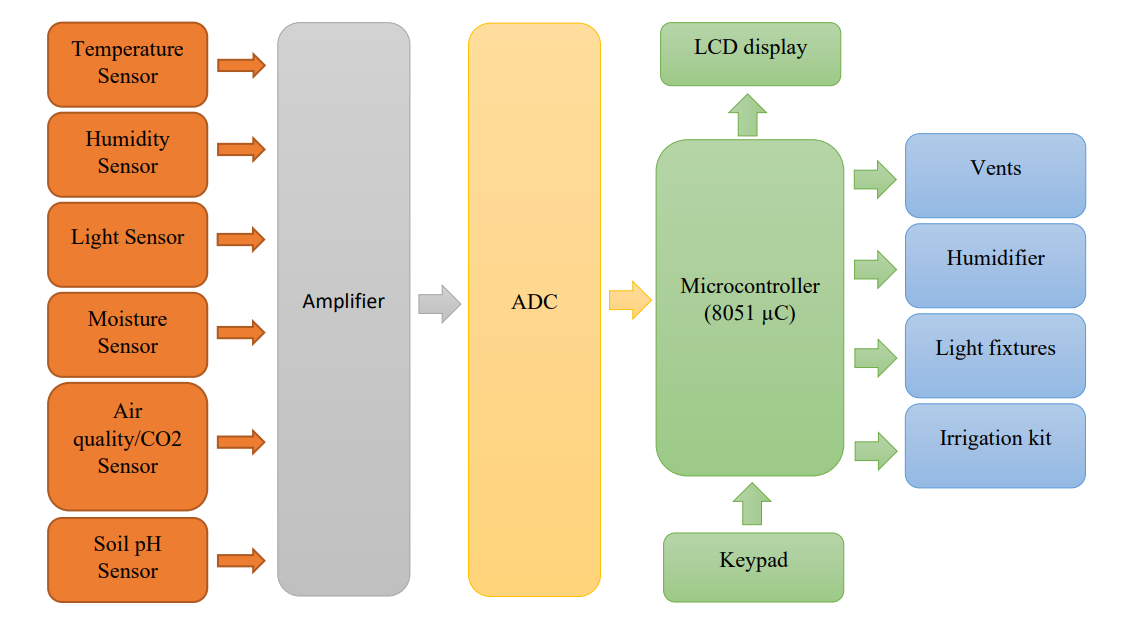 Temperature
Sensor
Humidity
Sensor
Light Sensor
Moisture
Sensor
Air
quality/CO2
Sensor
Soil pH
Sensor
Amplifier
ADC
LCD display
Microcontroller
(8051 µC)
Keypad
Vents
Humidifier
Light fixtures
Irrigation kit